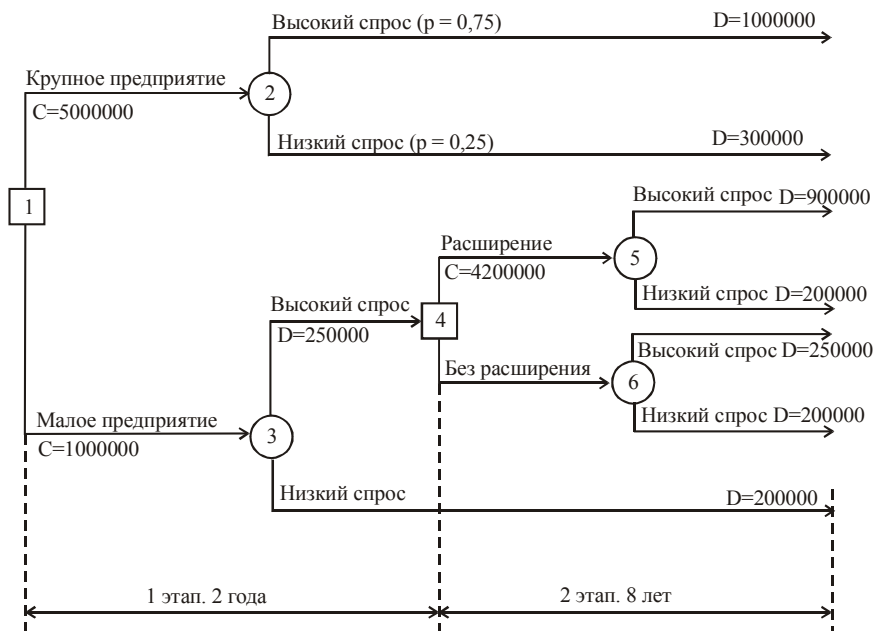 Высокий спрос (p = 0,75)
D=1000000
Крупное предприятие
C=5000000
2
Низкий спрос (p = 0,25)
D=300000
1
Высокий спрос D=900000
Расширение
C=4200000
5
Низкий спрос D=200000
Высокий спрос
D=250000
4
Высокий спрос D=250000
Без расширения
6
Низкий спрос D=200000
Малое предприятие
C=1000000
3
Низкий спрос
D=200000
1 этап. 2 года
2 этап. 8 лет